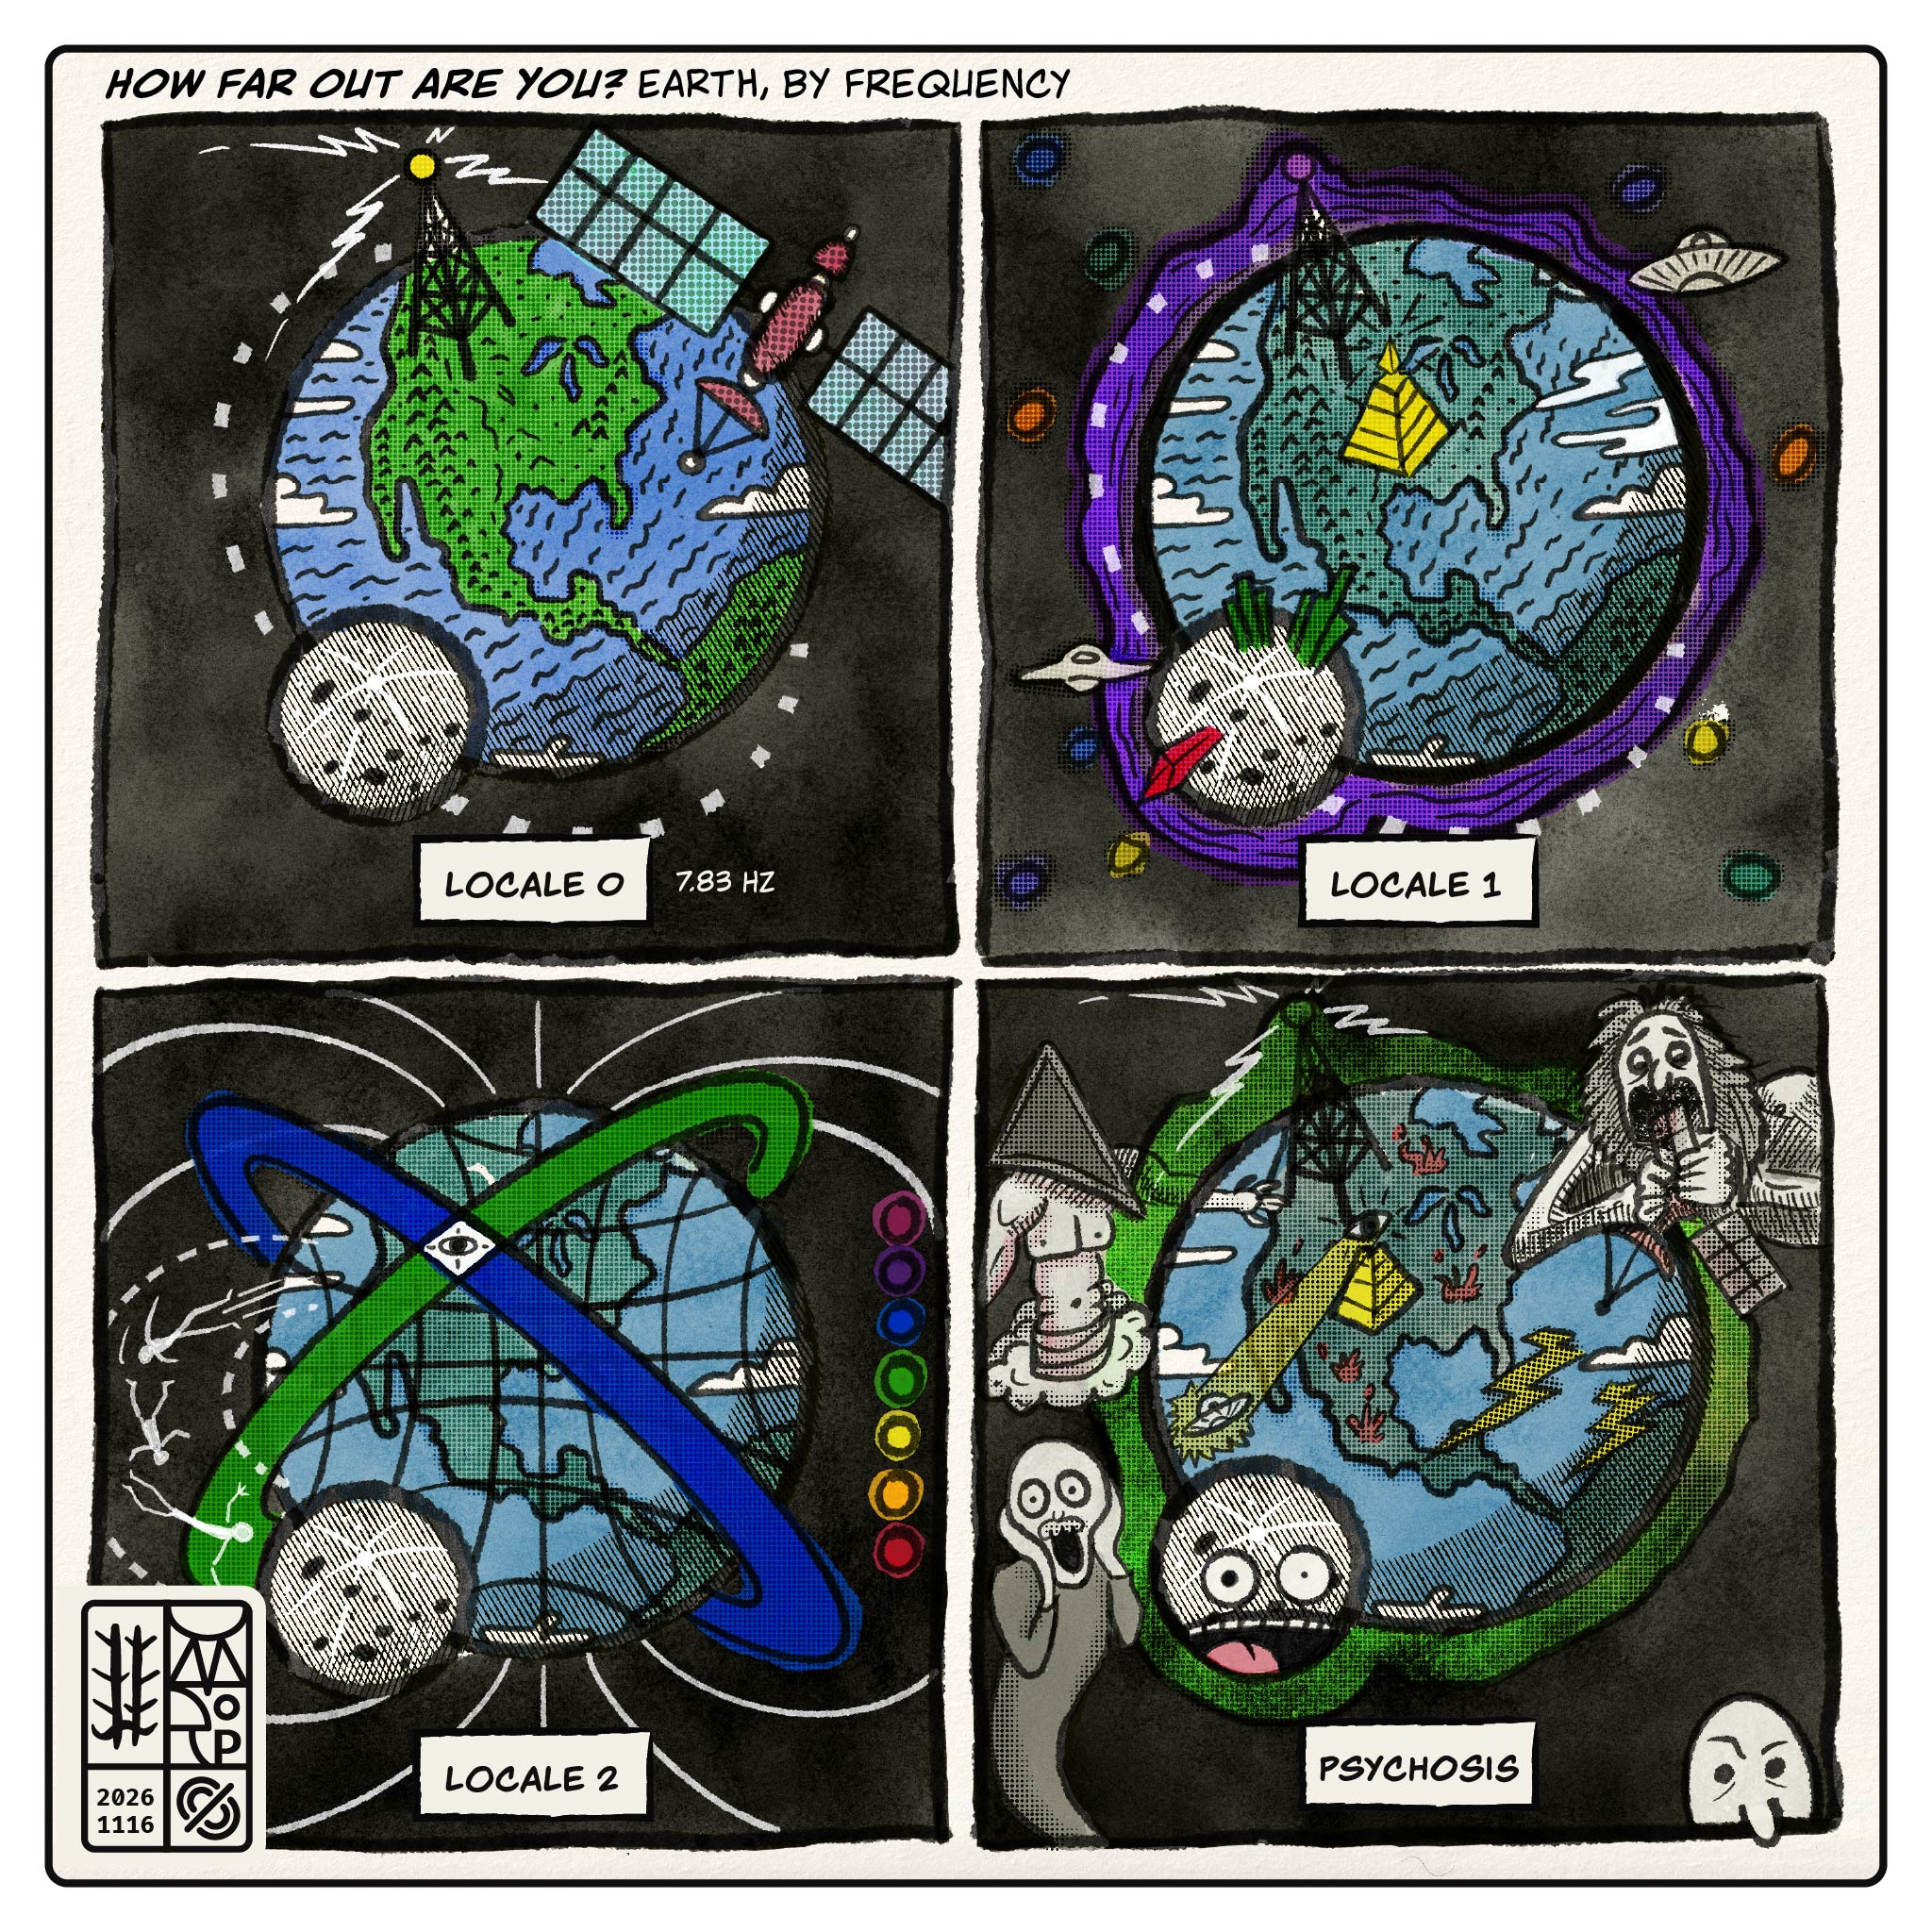 HOW FAR OUT ARE YOU? EARTH, BY FREQUENCY
LOCALE 0
7.83 HZ
LOCALE 1
LOCALE 2
PSYCHOSIS
M
O
P
2026
1116